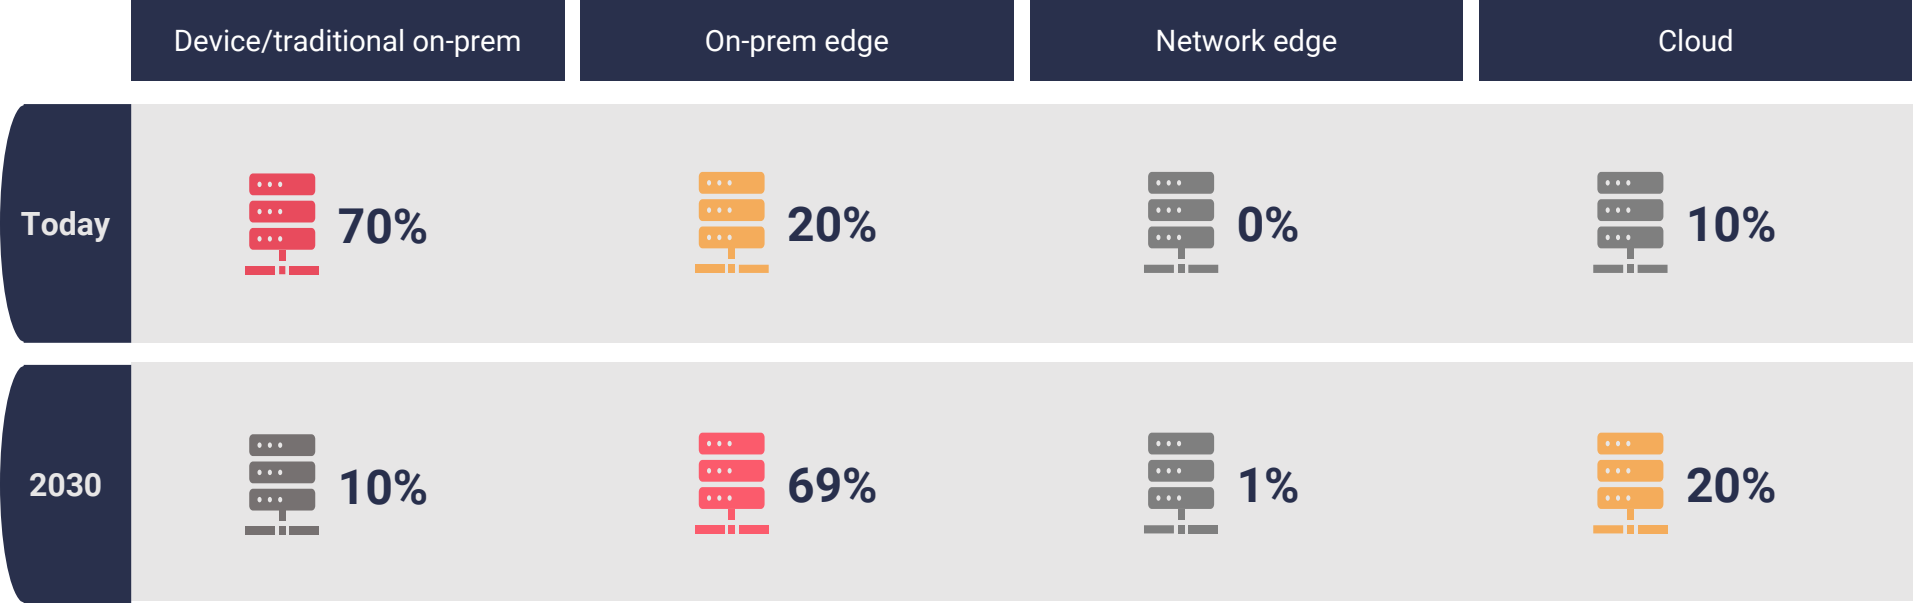 Device/traditional on-prem
On-prem edge
Network edge
Cloud
Today
70%
20%
0%
10%
2030
10%
69%
1%
20%